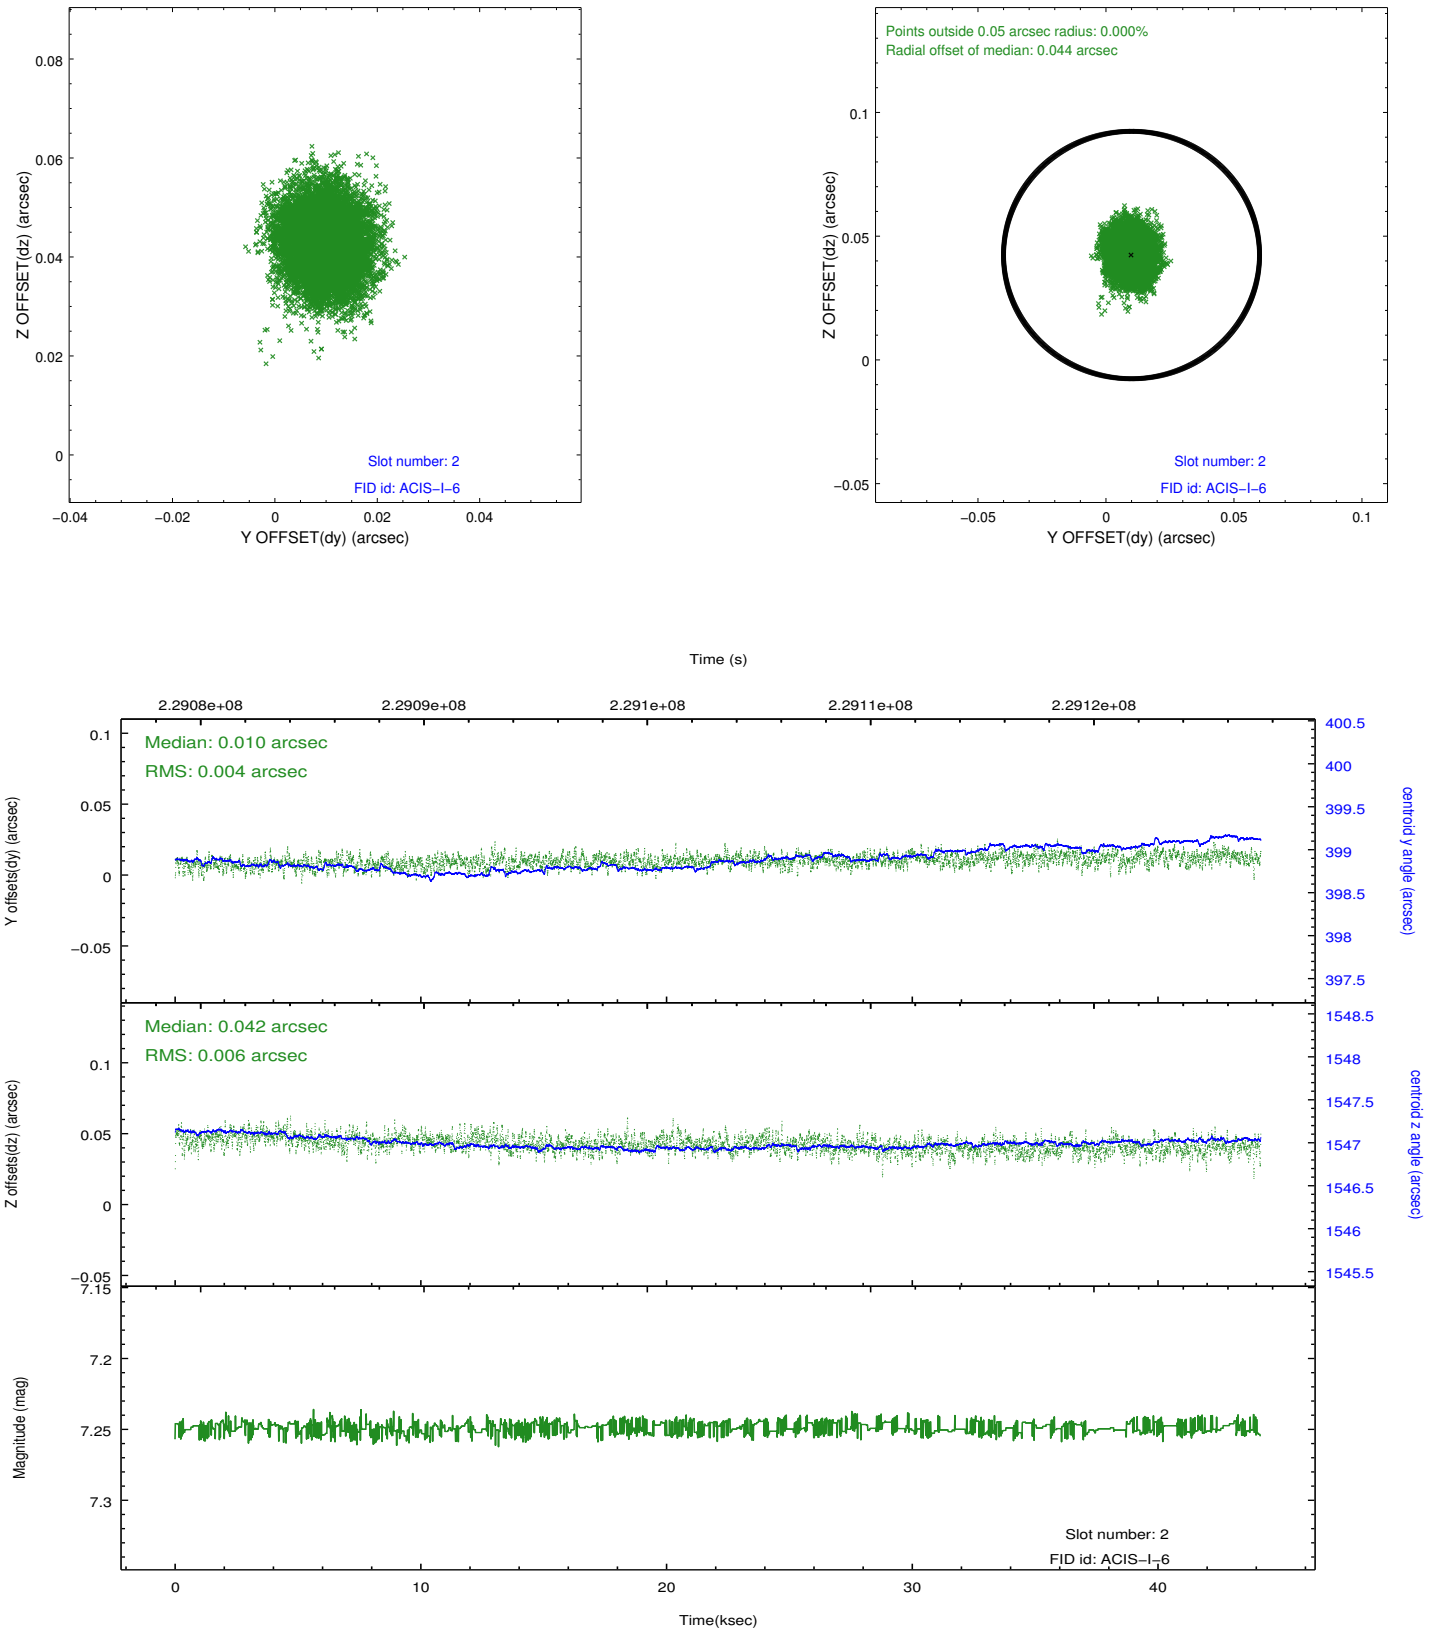 0.08
0.06
0.04
0.02
0
Z OFFSET(dz) (arcsec)
Slot number: 2
FID id: ACIS−I−6
−0.04
−0.02
0
0.02
0.04
Y OFFSET(dy) (arcsec)
Points outside 0.05 arcsec radius: 0.000%
Radial offset of median: 0.044 arcsec
0.1
0.05
0
−0.05
Z OFFSET(dz) (arcsec)
Slot number: 2
FID id: ACIS−I−6
−0.05
0
0.05
0.1
Y OFFSET(dy) (arcsec)
Time (s)
2.2908e+08
2.2909e+08
2.291e+08
2.2911e+08
2.2912e+08
Median: 0.010 arcsec
RMS: 0.004 arcsec
0.1
0.05
0
−0.05
Y offsets(dy) (arcsec)
400.5
400
399.5
399
398.5
398
397.5
centroid y angle (arcsec)
Median: 0.042 arcsec
RMS: 0.006 arcsec
0.1
0.05
0
−0.05
Z offsets(dz) (arcsec)
1548.5
1548
1547.5
1547
1546.5
1546
1545.5
centroid z angle (arcsec)
7.15
7.2
7.25
7.3
Magnitude (mag)
Slot number: 2
FID id: ACIS−I−6
0
10
20
30
40
Time(ksec)